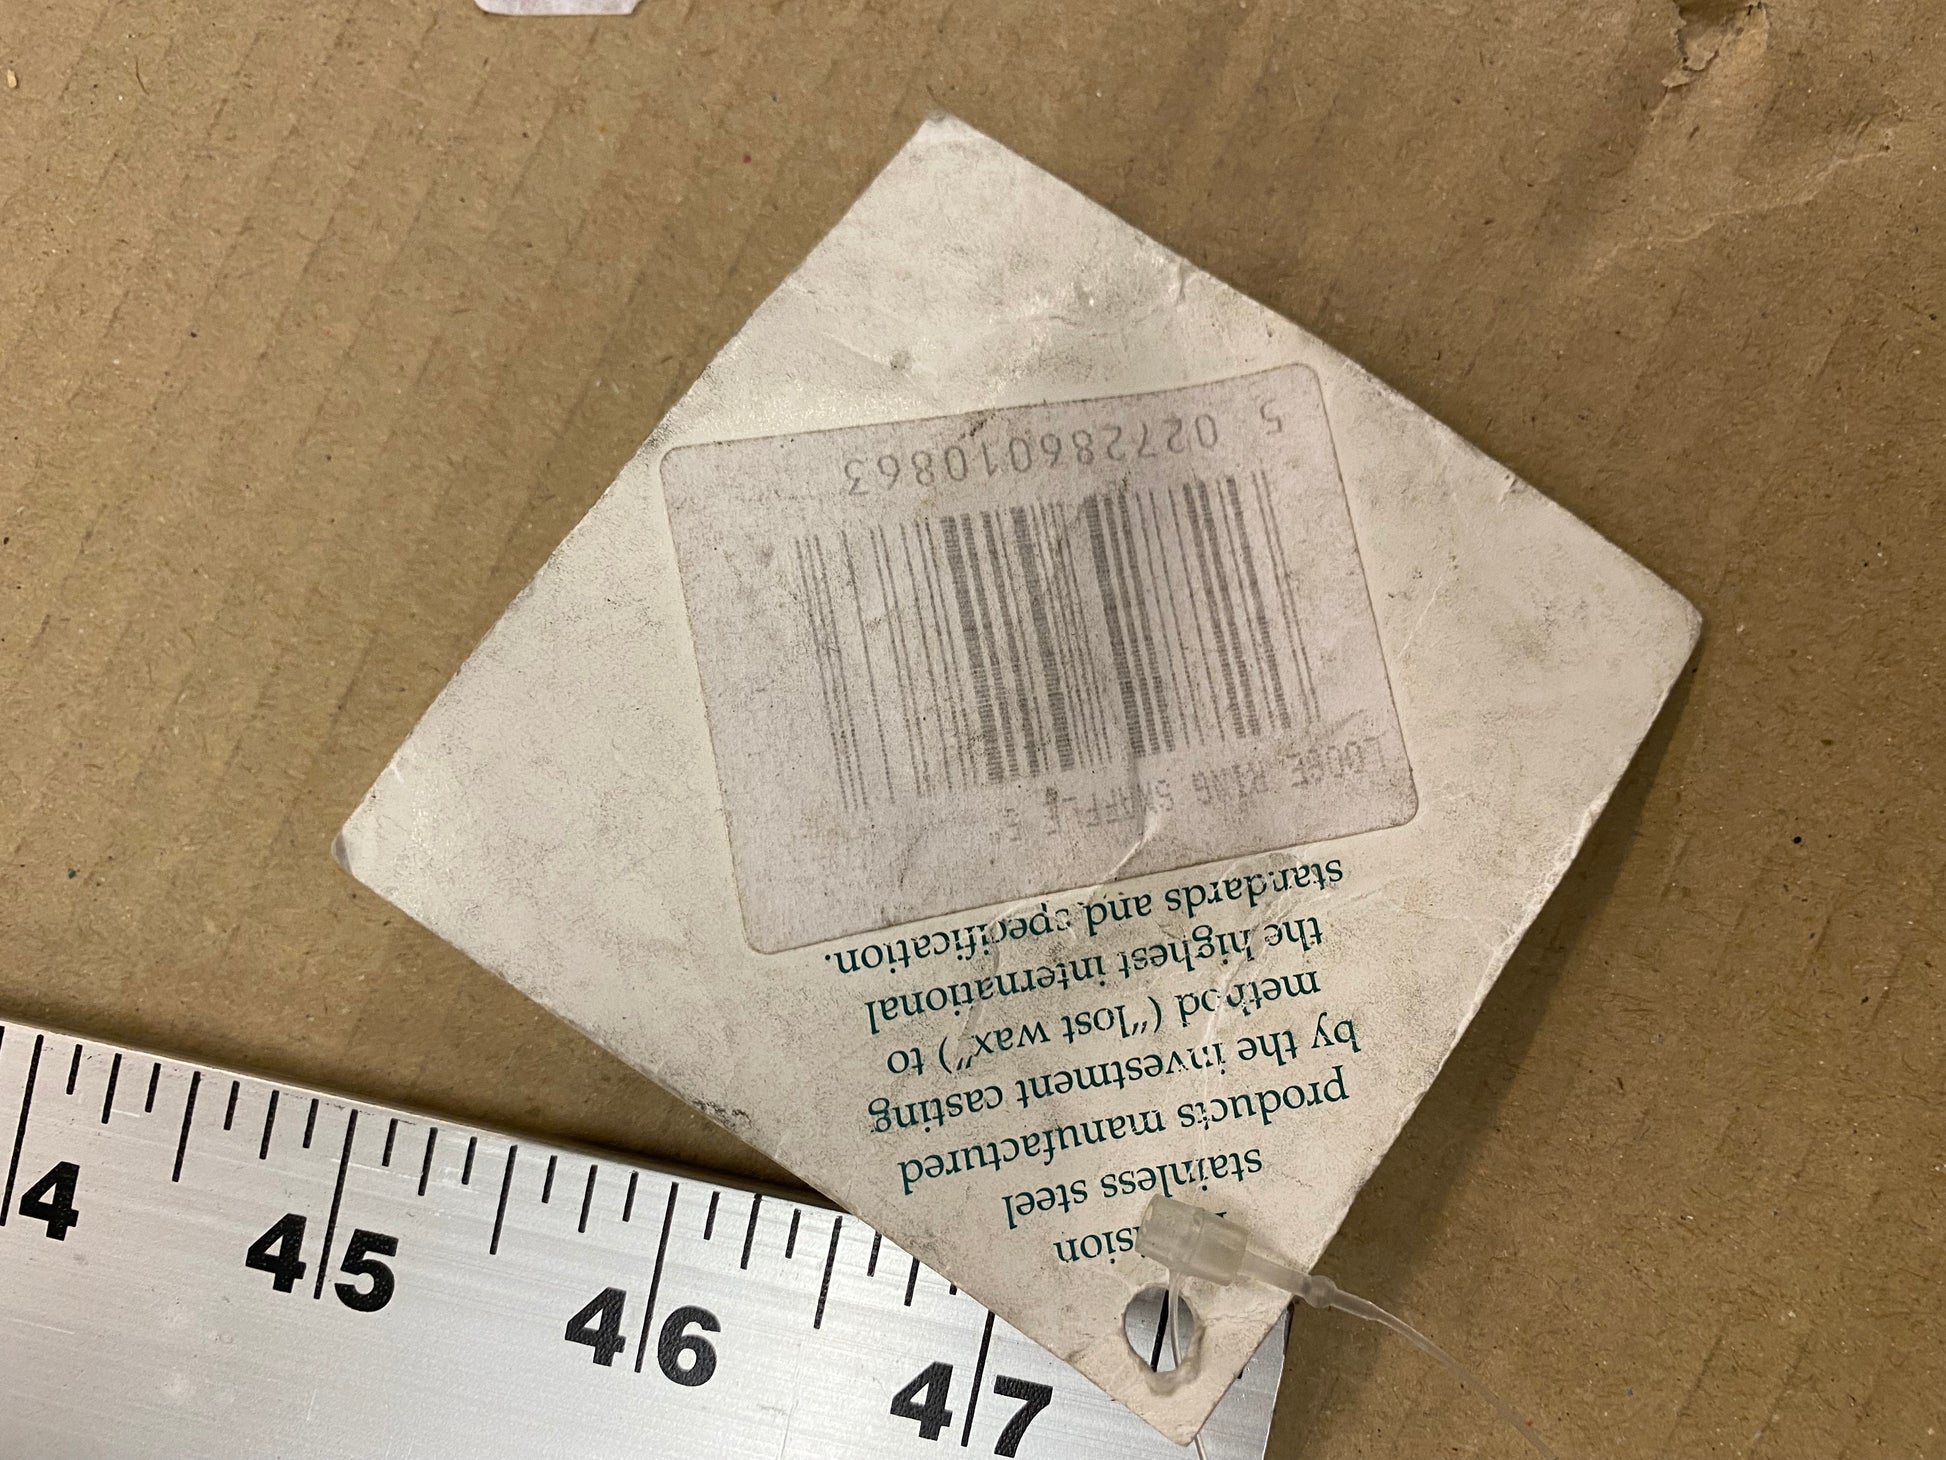 stainless steel
products manufactured
by the investment casting
method ("lost wax") to
the highest international
standards and specification.
LOOSE RING SNAFFLE 5"
5 027286010863
4 45 46 47